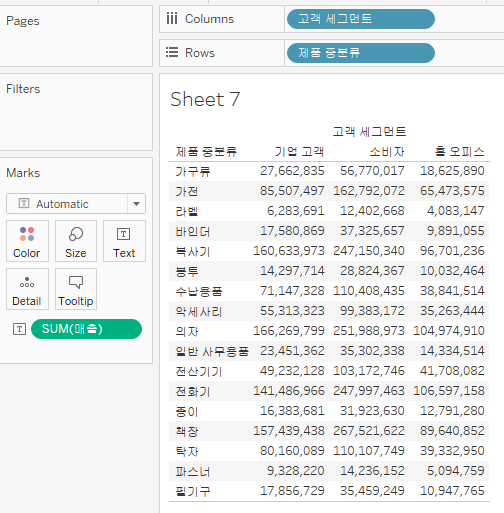 Pages
Columns 고객 세그먼트
Rows 제품 중분류
Filters
Marks
Automatic
Color Size Text
Detail Tooltip
SUM(매출)
Sheet 7
고객 세그먼트
제품 중분류 기업 고객 소비자 홈 오피스
가구류 27,662,835 56,770,017 18,625,890
가전 85,507,497 162,792,072 65,473,575
라벨 6,283,691 12,402,668 4,083,147
바인더 17,580,869 37,325,657 9,891,055
복사기 160,633,973 247,150,340 96,701,236
봉투 14,297,714 28,824,367 10,032,464
수납용품 71,147,328 110,408,435 38,841,514
악세사리 55,313,323 99,383,172 35,263,444
의자 166,269,799 251,988,973 104,974,910
일반 사무용품 23,451,362 35,302,338 14,334,514
전산기기 49,232,128 103,172,746 41,708,082
전화기 141,486,966 247,997,463 106,597,158
종이 16,383,681 31,923,630 12,791,280
책장 157,439,438 267,521,622 89,640,852
탁자 80,160,089 110,107,749 39,332,950
파스너 9,328,220 14,236,152 5,094,759
필기구 17,856,729 35,459,249 10,947,765